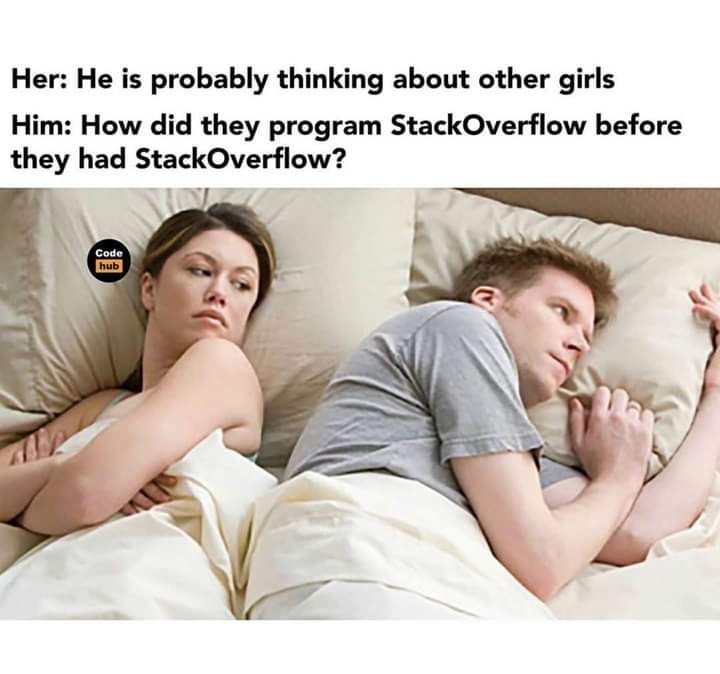 Her: He is probably thinking about other girls
Him: How did they program StackOverflow before
they had StackOverflow?
Code
hub